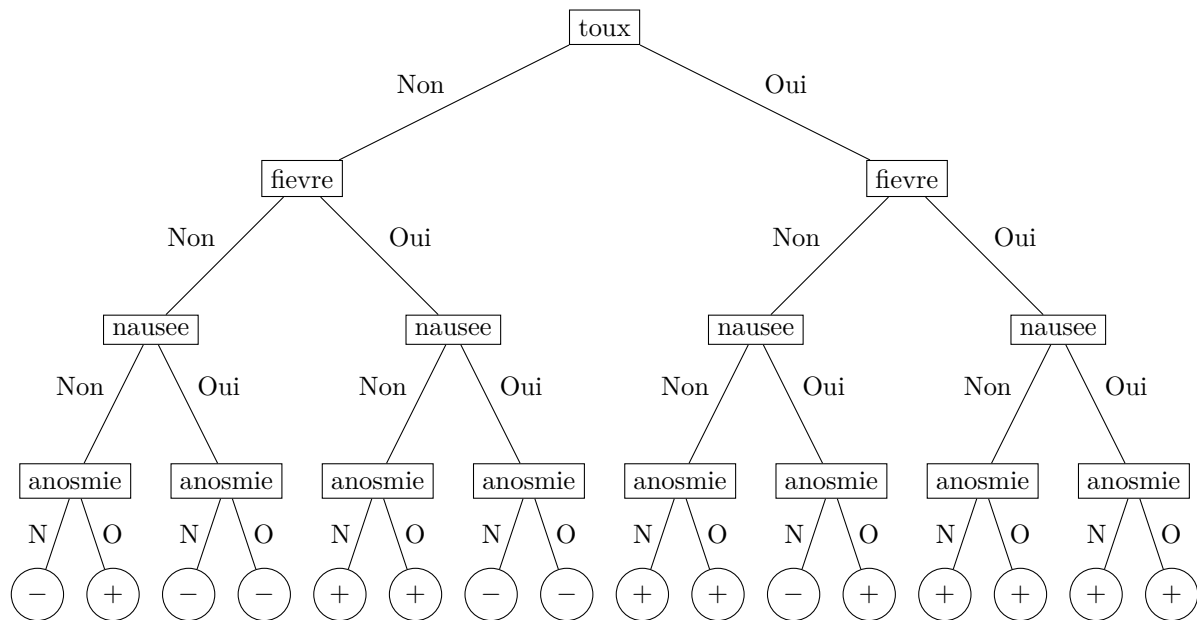 toux
Non Oui
fievre fievre
Non Oui Non Oui
nausee nausee nausee nausee
Non Oui Non Oui Non Oui Non Oui
anosmie anosmie anosmie anosmie anosmie anosmie anosmie anosmie
N O N O N O N O N O N O N O N O
− + − − + + − − + + − + + + + +